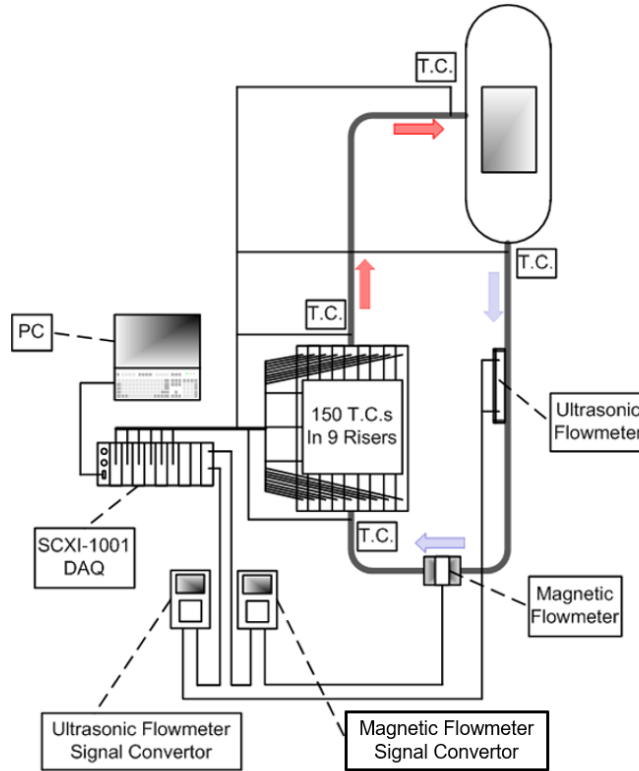 T.C.
T.C.
T.C.
PC
150 T.C.s
In 9 Risers
Ultrasonic
Flowmeter
SCXI-1001
DAQ
T.C.
Magnetic
Flowmeter
Ultrasonic Flowmeter
Signal Convertor
Magnetic Flowmeter
Signal Convertor